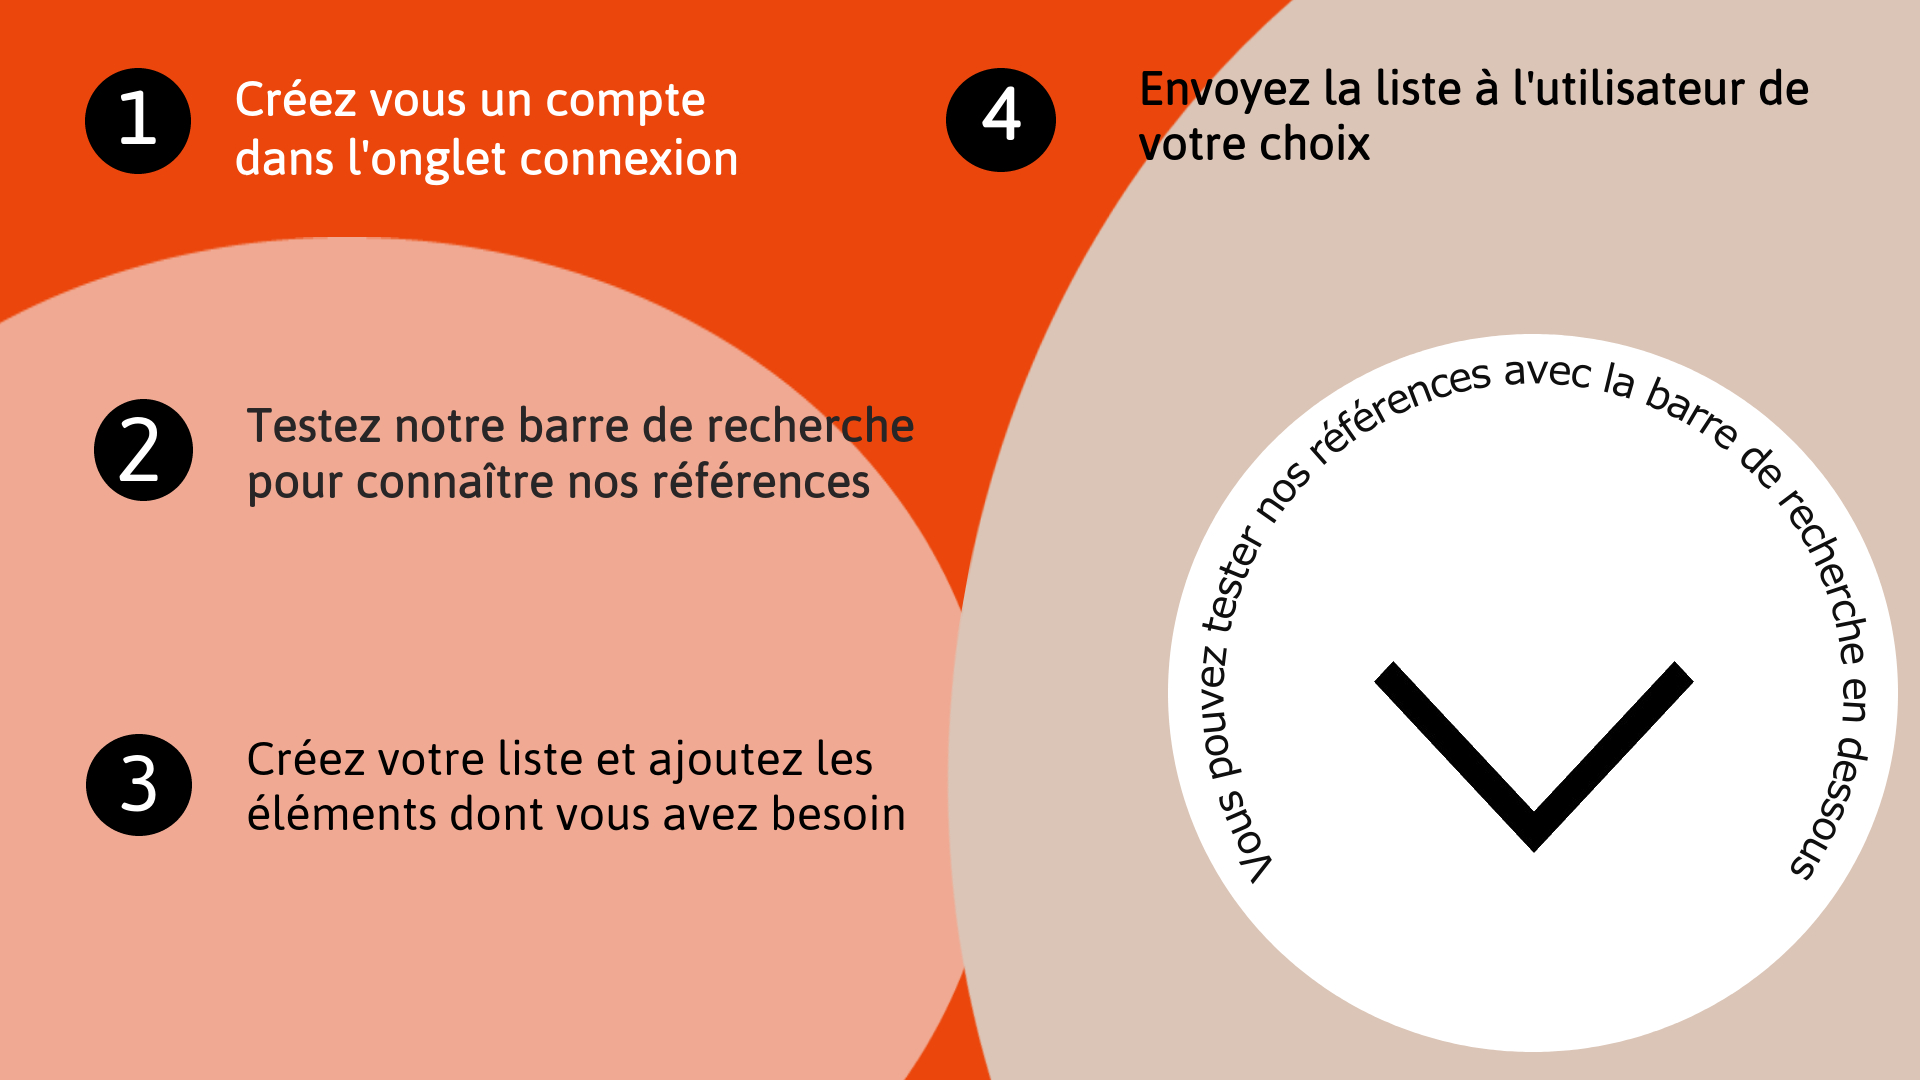 1
Créez vous un compte
dans l'onglet connexion
2
Testez notre barre de recherche
pour connaître nos références
3
Créez votre liste et ajoutez les
éléments dont vous avez besoin
4
Envoyez la liste à l'utilisateur de
votre choix
Vous pouvez tester nos références avec la barre de recherche en dessous